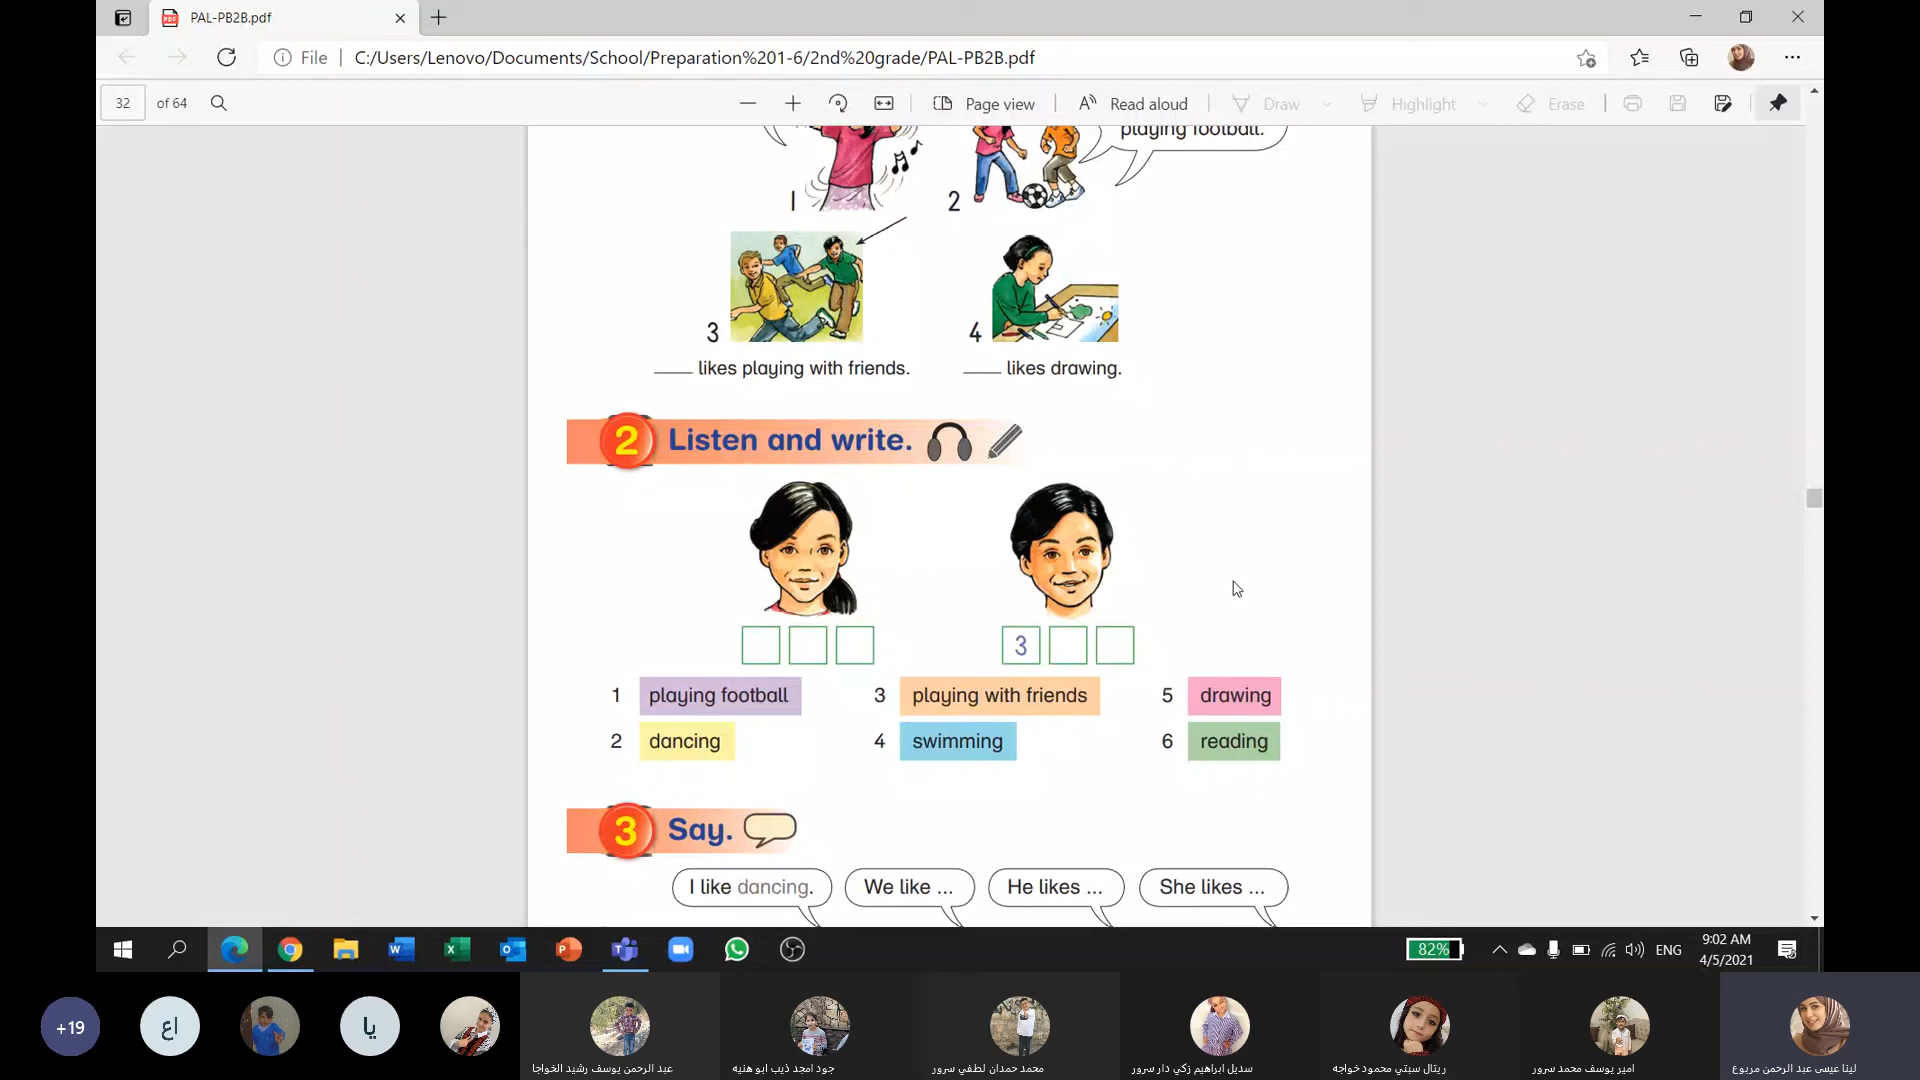 PAL-PB2B.pdf
File
C:/Users/Lenovo/Documents/School/Preparation%201-6/2nd%20grade/PAL-PB2B.pdf
32 of 64
Page view
Read aloud
Draw
Highlight
Erase
playing football.
1
2
3
4
____ likes playing with friends.
____ likes drawing.
2 Listen and write.
3
1 playing football
3 playing with friends
5 drawing
2 dancing
4 swimming
6 reading
3 Say.
I like dancing.
We like ...
He likes ...
She likes ...
82%
ENG
9:02 AM
4/5/2021
+19
اع
يا
عبد الرحمن يوسف رشيد الخواجا
جود امجد ذيب ابو هنيه
محمد حمدان لطفي سرور
سديل ابراهيم زكي دار سرور
ريتال سبتي محمود خواجه
امير يوسف محمد سرور
لينا عيسى عبد الرحمن مربوع